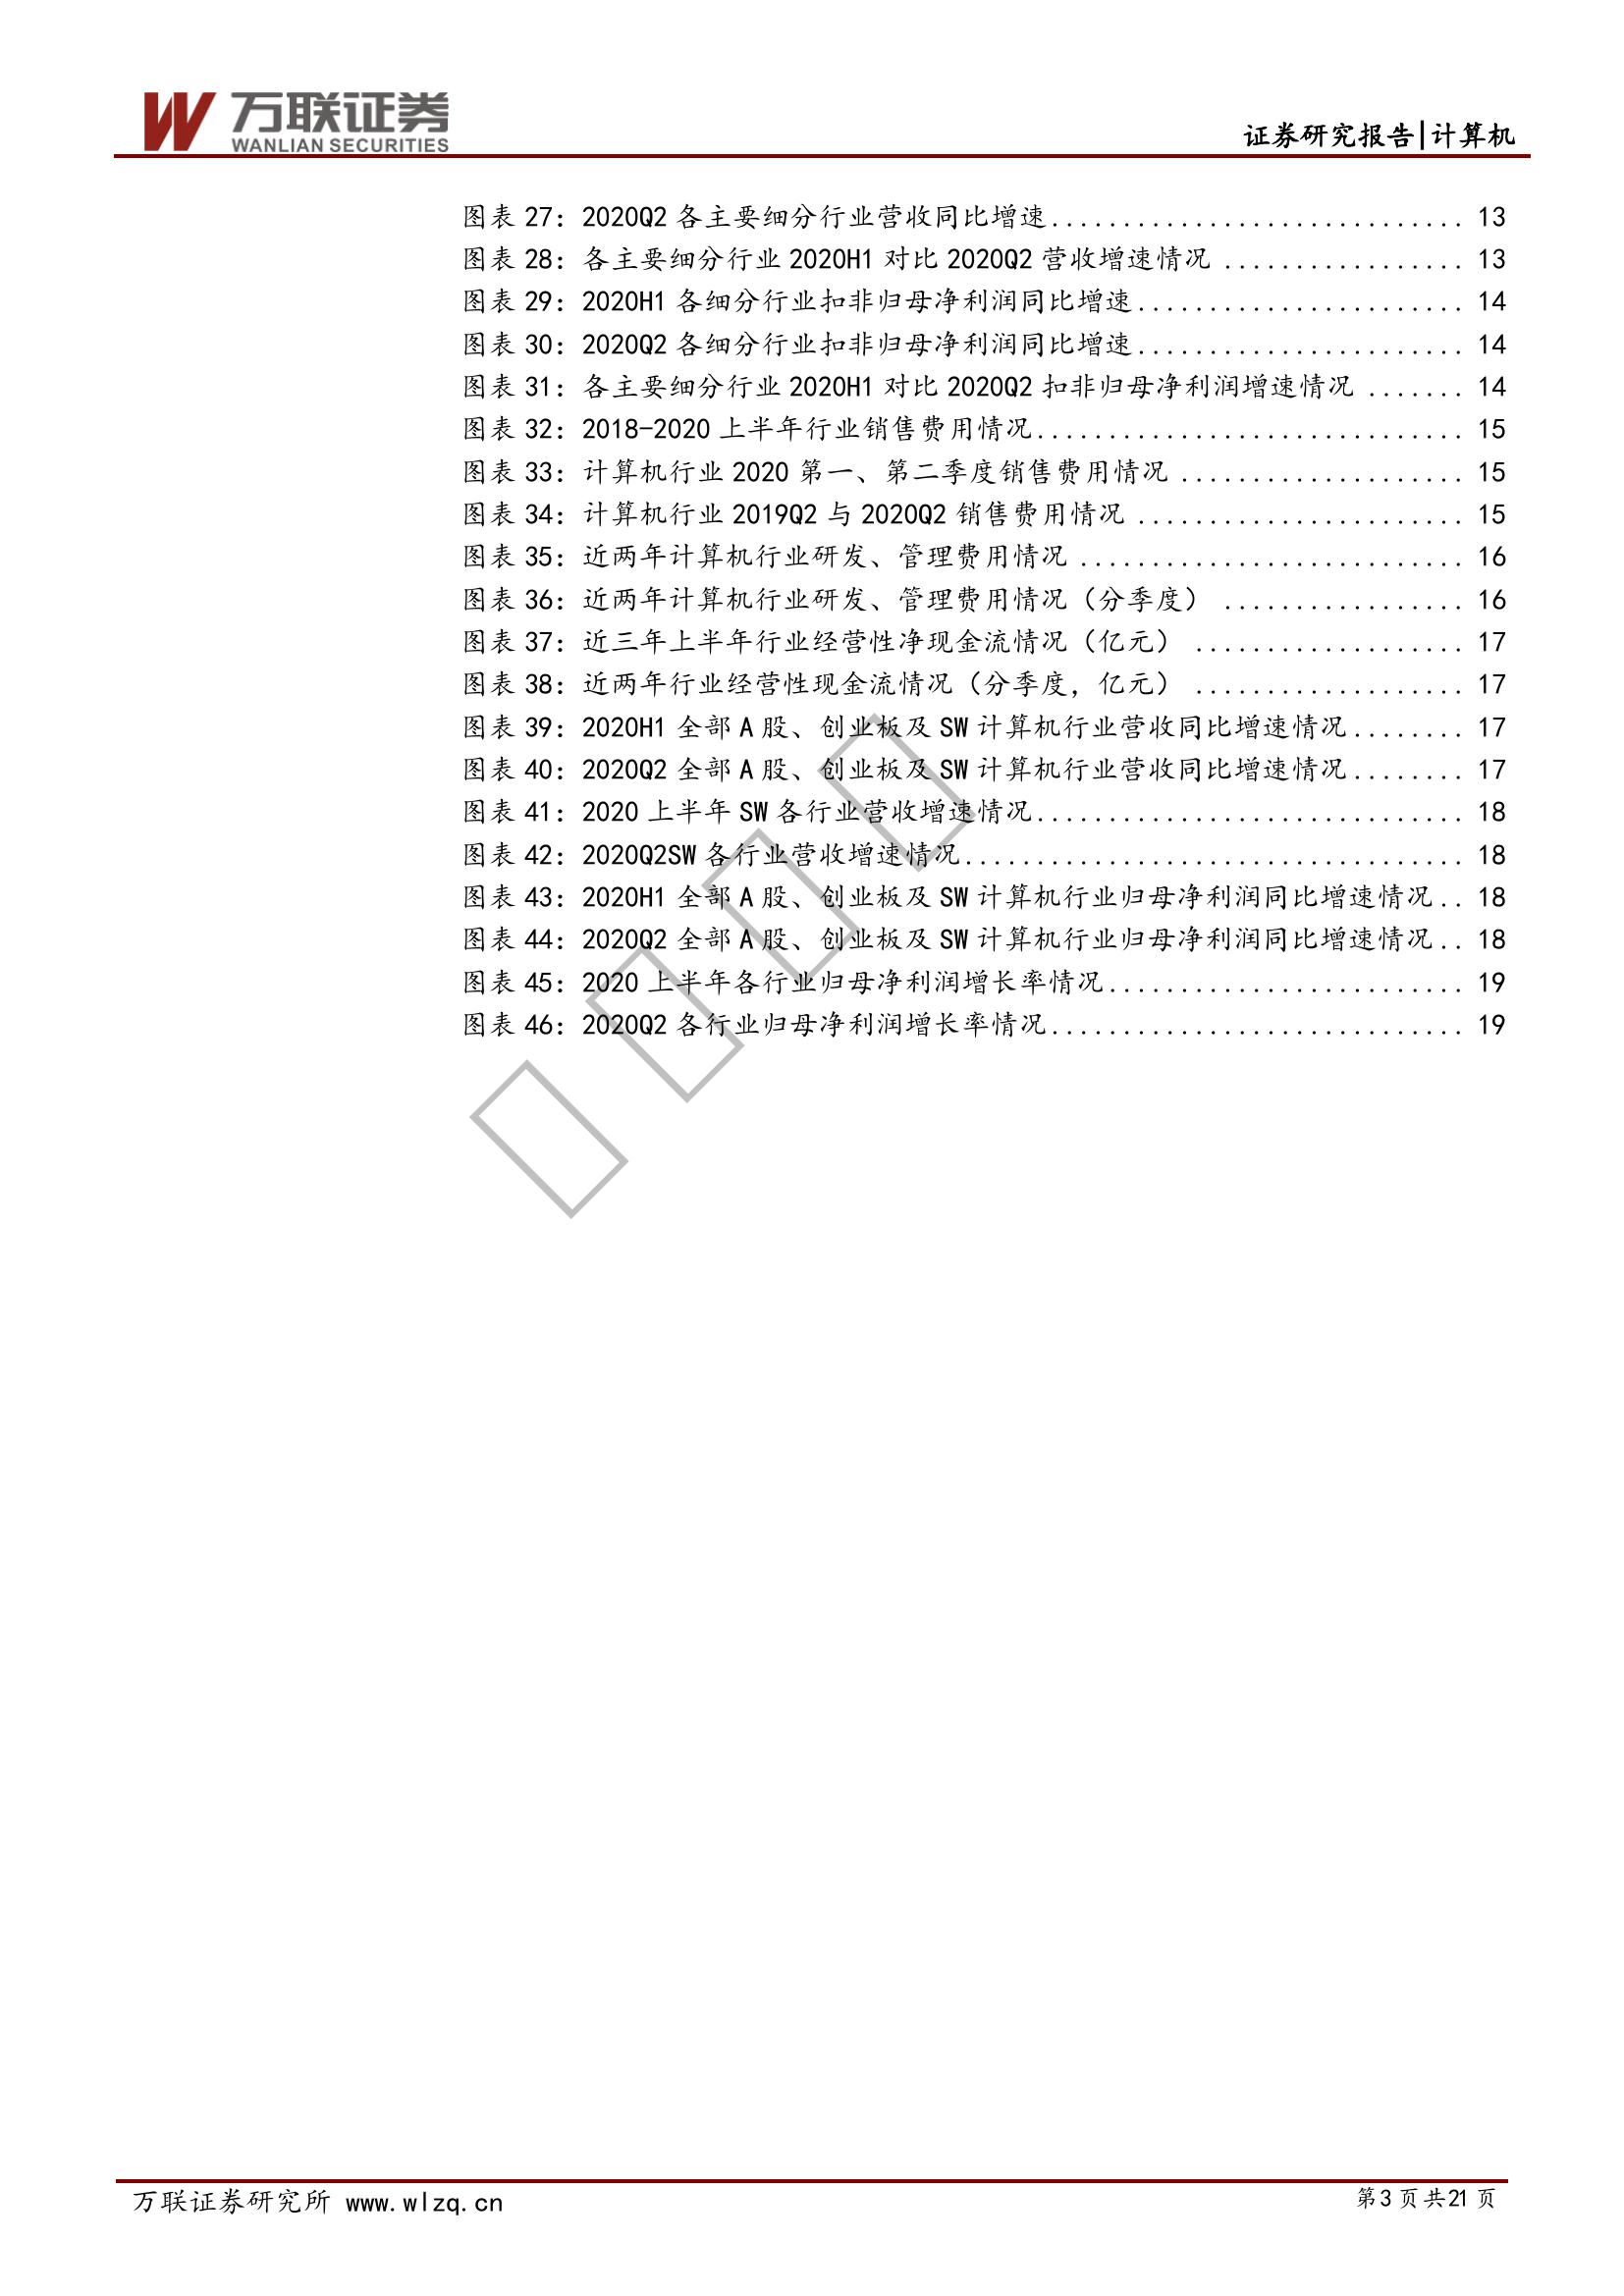 万联证券
WANLIAN SECURITIES
证券研究报告|计算机
图表 27：2020Q2 各主要细分行业营收同比增速............................. 13
图表 28：各主要细分行业 2020H1 对比 2020Q2 营收增速情况 ................. 13
图表 29：2020H1 各细分行业扣非归母净利润同比增速....................... 14
图表 30：2020Q2 各细分行业扣非归母净利润同比增速....................... 14
图表 31：各主要细分行业 2020H1 对比 2020Q2 扣非归母净利润增速情况 ....... 14
图表 32：2018-2020 上半年行业销售费用情况.............................. 15
图表 33：计算机行业 2020 第一、第二季度销售费用情况 .................... 15
图表 34：计算机行业 2019Q2 与 2020Q2 销售费用情况 ....................... 15
图表 35：近两年计算机行业研发、管理费用情况 ........................... 16
图表 36：近两年计算机行业研发、管理费用情况（分季度） ................. 16
图表 37：近三年上半年行业经营性净现金流情况（亿元） ................... 17
图表 38：近两年行业经营性现金流情况（分季度，亿元） ................... 17
图表 39：2020H1 全部 A 股、创业板及 SW 计算机行业营收同比增速情况........ 17
图表 40：2020Q2 全部 A 股、创业板及 SW 计算机行业营收同比增速情况........ 17
图表 41：2020 上半年 SW 各行业营收增速情况.............................. 18
图表 42：2020Q2SW 各行业营收增速情况................................... 18
图表 43：2020H1 全部 A 股、创业板及 SW 计算机行业归母净利润同比增速情况.. 18
图表 44：2020Q2 全部 A 股、创业板及 SW 计算机行业归母净利润同比增速情况.. 18
图表 45：2020 上半年各行业归母净利润增长率情况......................... 19
图表 46：2020Q2 各行业归母净利润增长率情况............................. 19
万联证券研究所 www.wlzq.cn
第3 页共21 页